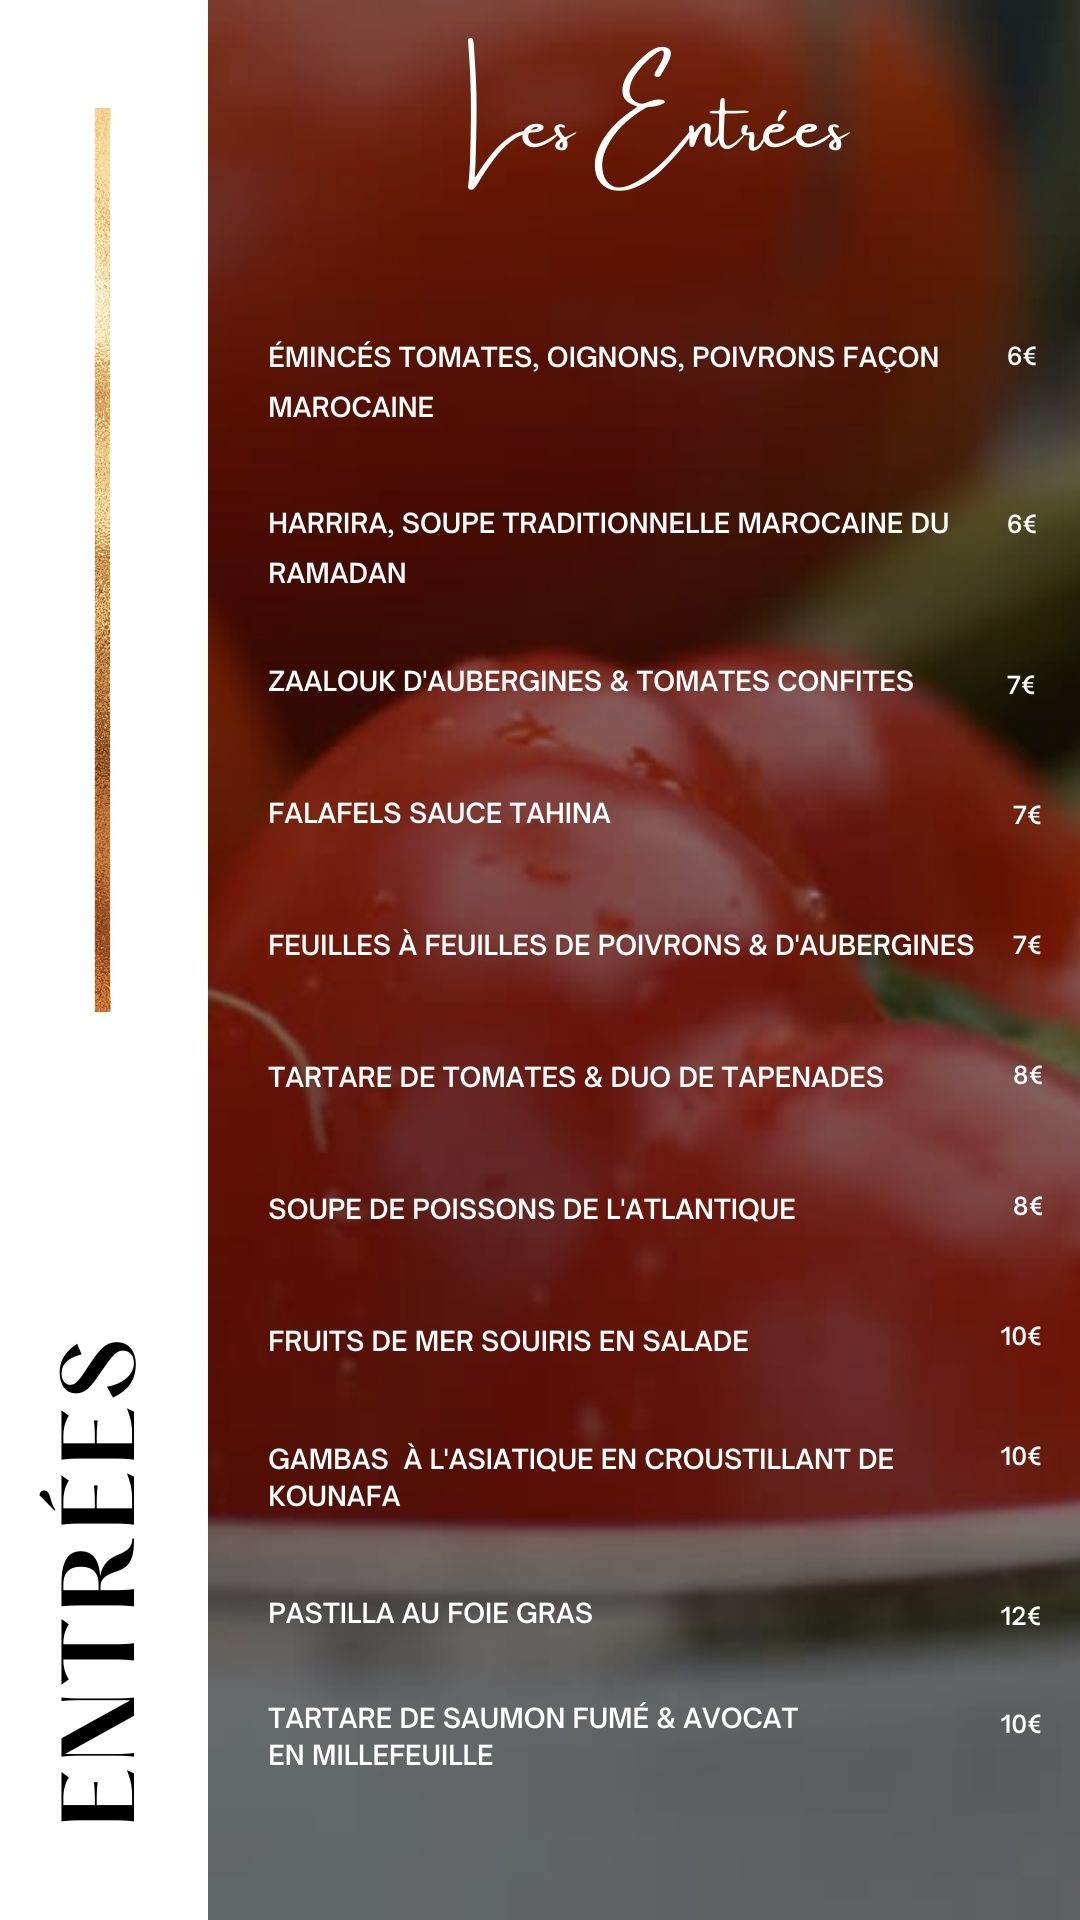 Les Entrées
ÉMINCÉS TOMATES, OIGNONS, POIVRONS FAÇON 6€
MAROCAINE
HARRIRA, SOUPE TRADITIONNELLE MAROCAINE DU 6€
RAMADAN
ZAALOUK D'AUBERGINES & TOMATES CONFITES 7€
FALAFELS SAUCE TAHINA 7€
FEUILLES À FEUILLES DE POIVRONS & D'AUBERGINES 7€
TARTARE DE TOMATES & DUO DE TAPENADES 8€
SOUPE DE POISSONS DE L'ATLANTIQUE 8€
FRUITS DE MER SOUIRIS EN SALADE 10€
GAMBAS À L'ASIATIQUE EN CROUSTILLANT DE 10€
KOUNAFA
PASTILLA AU FOIE GRAS 12€
TARTARE DE SAUMON FUMÉ & AVOCAT 10€
EN MILLEFEUILLE
ENTRÉES